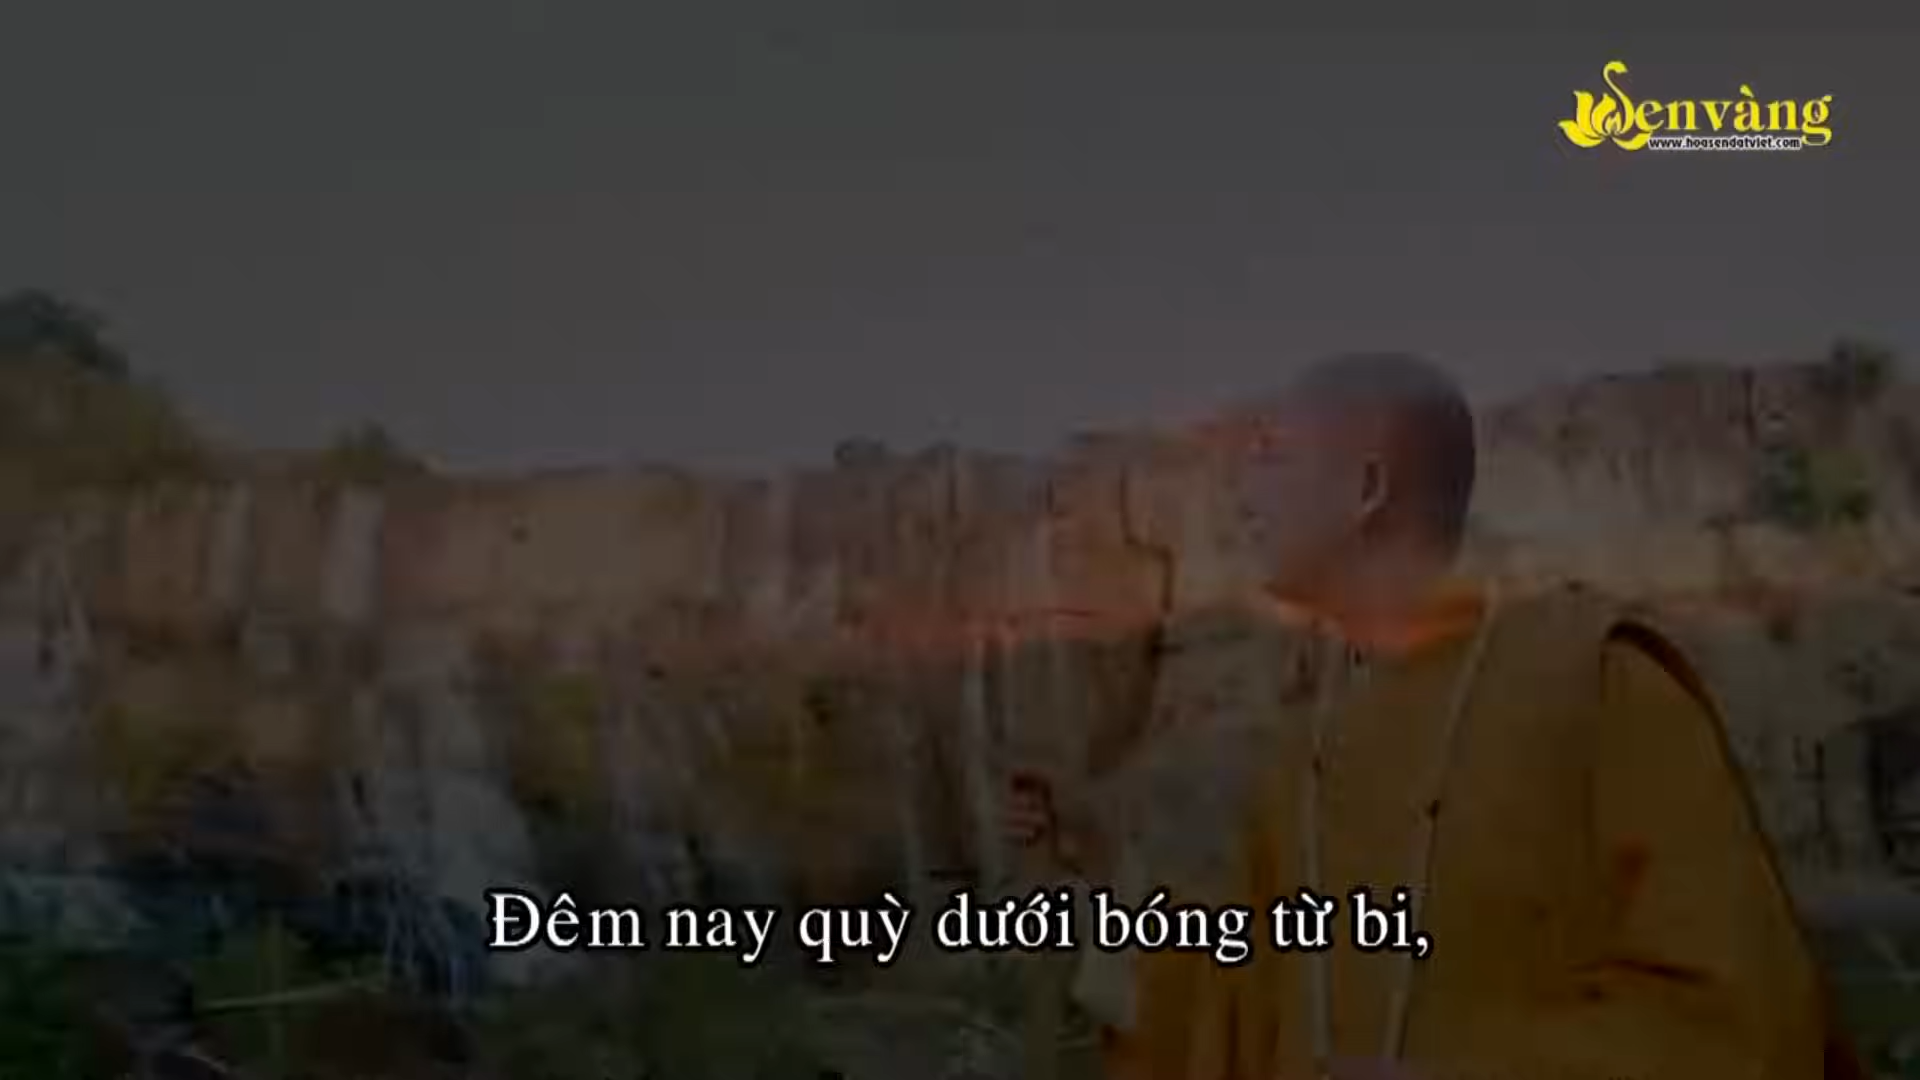 Senvàng
www.hoasendatviet.com
Đêm nay quỳ dưới bóng từ bi,